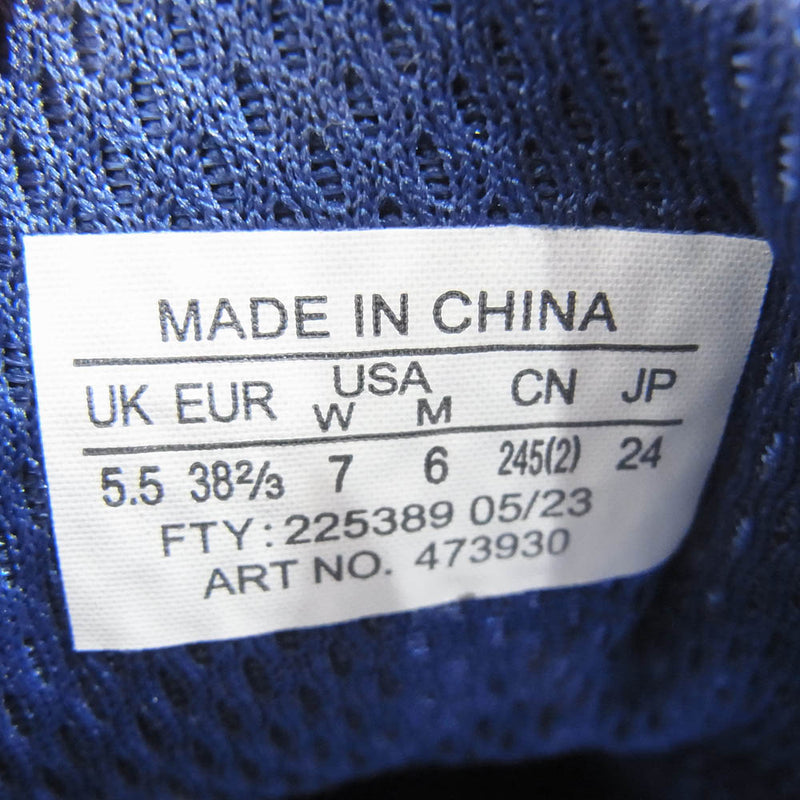 MADE IN CHINA
UK EUR USA CN JP
W M
5.5 38⅔ 7 6 245(2) 24
FTY: 225389 05/23
ART NO. 473930